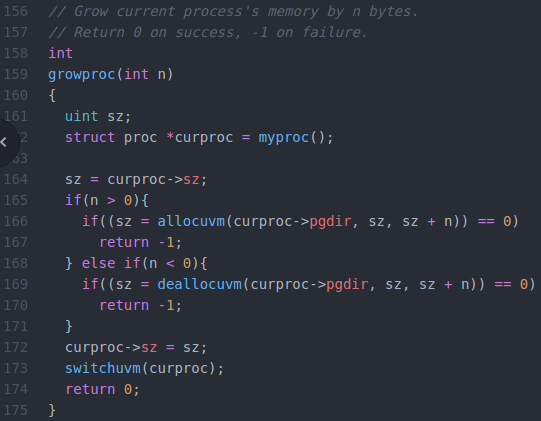 156 // Grow current process's memory by n bytes.
157 // Return 0 on success, -1 on failure.
158 int
159 growproc(int n)
160 {
61   uint sz;
2   struct proc *curproc = myproc();
63
164   sz = curproc->sz;
165   if(n > 0){
166     if((sz = allocuvm(curproc->pgdir, sz, sz + n)) == 0)
167       return -1;
168   } else if(n < 0){
169     if((sz = deallocuvm(curproc->pgdir, sz, sz + n)) == 0)
170       return -1;
171   }
172   curproc->sz = sz;
173   switchuvm(curproc);
174   return 0;
175 }